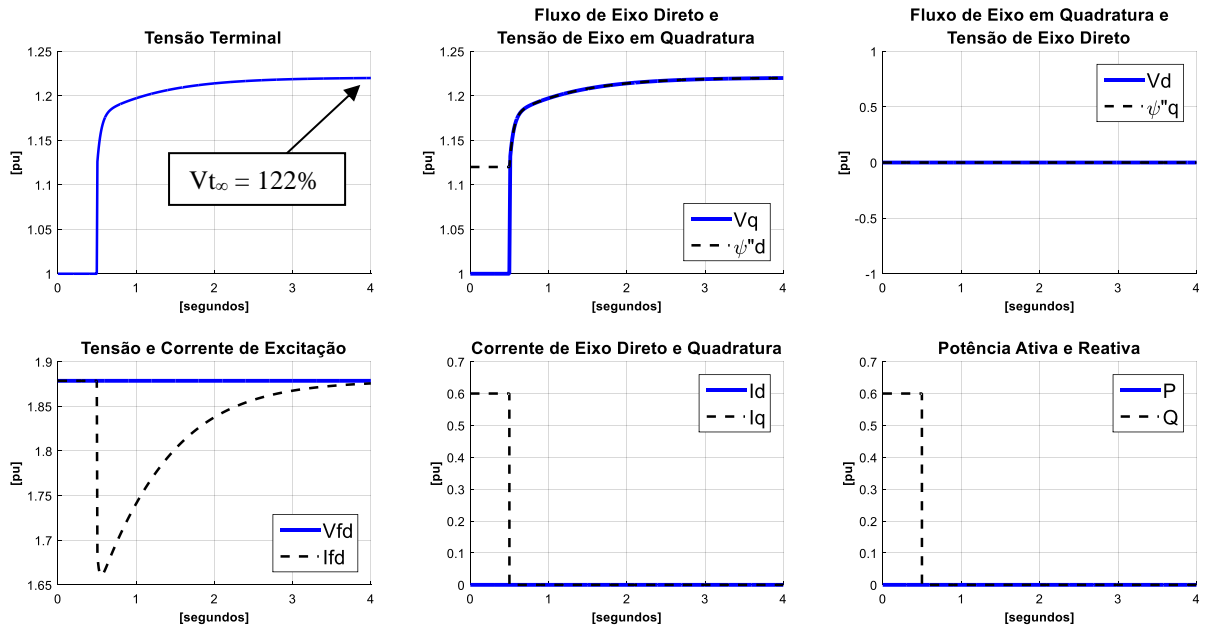 Tensão Terminal
1.25
1.2
1.15
1.1
1.05
1
[pu]
Vt∞ = 122%
0
1
2
3
4
[segundos]
Fluxo de Eixo Direto e
Tensão de Eixo em Quadratura
1.25
1.2
1.15
1.1
1.05
1
[pu]
Vq
ψ"d
0
1
2
3
4
[segundos]
Fluxo de Eixo em Quadratura e
Tensão de Eixo Direto
1
0.5
0
-0.5
-1
[pu]
Vd
ψ"q
0
1
2
3
4
[segundos]
Tensão e Corrente de Excitação
1.9
1.85
1.8
1.75
1.7
1.65
[pu]
Vfd
Ifd
0
1
2
3
4
[segundos]
Corrente de Eixo Direto e Quadratura
0.7
0.6
0.5
0.4
0.3
0.2
0.1
0
[pu]
Id
Iq
0
1
2
3
4
[segundos]
Potência Ativa e Reativa
0.7
0.6
0.5
0.4
0.3
0.2
0.1
0
[pu]
P
Q
0
1
2
3
4
[segundos]